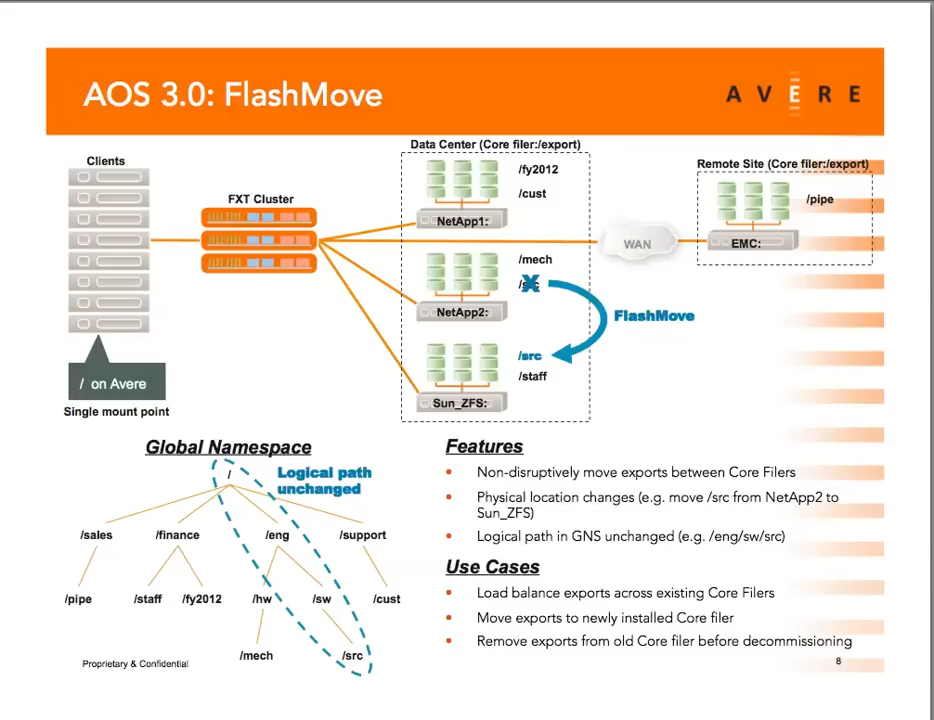 AOS 3.0: FlashMove
AVERE
Data Center (Core filer:/export)
Clients
Remote Site (Core filer:/export)
/fy2012
/cust
FXT Cluster
/pipe
NetApp1:
WAN
EMC:
/mech
/src
X
NetApp2:
FlashMove
/src
/staff
/ on Avere
Sun_ZFS:
Single mount point
Global Namespace
/
Logical path
unchanged
/sales
/finance
/eng
/support
/pipe
/staff
/fy2012
/hw
/sw
/cust
/mech
/src
Features
• Non-disruptively move exports between Core Filers
• Physical location changes (e.g. move /src from NetApp2 to
Sun_ZFS)
• Logical path in GNS unchanged (e.g. /eng/sw/src)
Use Cases
• Load balance exports across existing Core Filers
• Move exports to newly installed Core filer
• Remove exports from old Core filer before decommissioning
Proprietary & Confidential
8